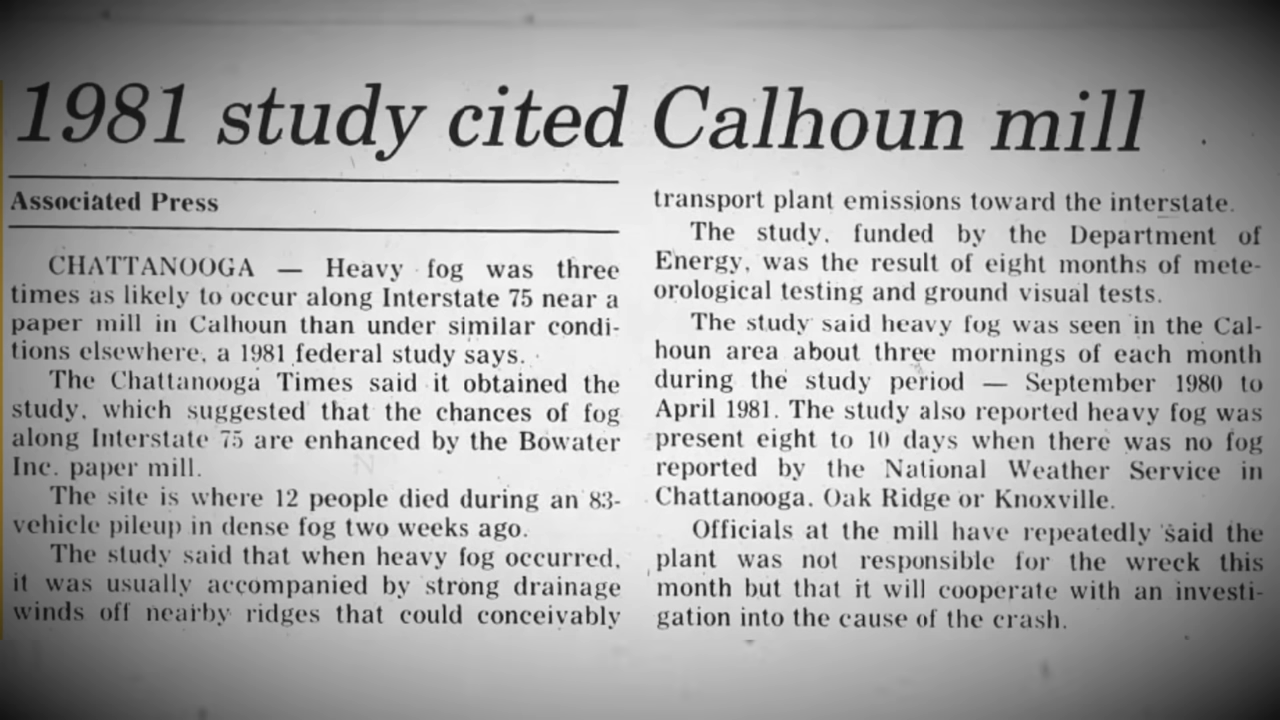 1981 study cited Calhoun mill
Associated Press
CHATTANOOGA — Heavy fog was three
times as likely to occur along Interstate 75 near a
paper mill in Calhoun than under similar condi-
tions elsewhere, a 1981 federal study says.
The Chattanooga Times said it obtained the
study, which suggested that the chances of fog
along Interstate 75 are enhanced by the Bowater
Inc. paper mill.
The site is where 12 people died during an 83-
vehicle pileup in dense fog two weeks ago.
The study said that when heavy fog occurred,
it was usually accompanied by strong drainage
winds off nearby ridges that could conceivably
transport plant emissions toward the interstate.
The study, funded by the Department of
Energy, was the result of eight months of mete-
orological testing and ground visual tests.
The study said heavy fog was seen in the Cal-
houn area about three mornings of each month
during the study period — September 1980 to
April 1981. The study also reported heavy fog was
present eight to 10 days when there was no fog
reported by the National Weather Service in
Chattanooga, Oak Ridge or Knoxville.
Officials at the mill have repeatedly said the
plant was not responsible for the wreck this
month but that it will cooperate with an investi-
gation into the cause of the crash.